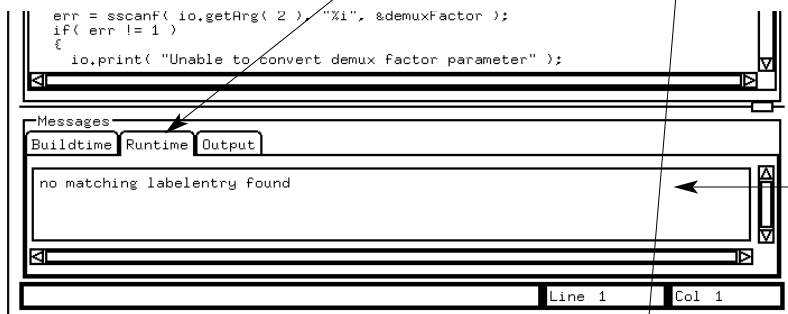 err = sscanf( io.getArg( 2 ), "%i", &demuxFactor );
if( err != 1 )
{
io.print( "Unable to convert demux factor parameter" );
Messages
Buildtime Runtime Output
no matching labelentry found
Line 1 Col 1